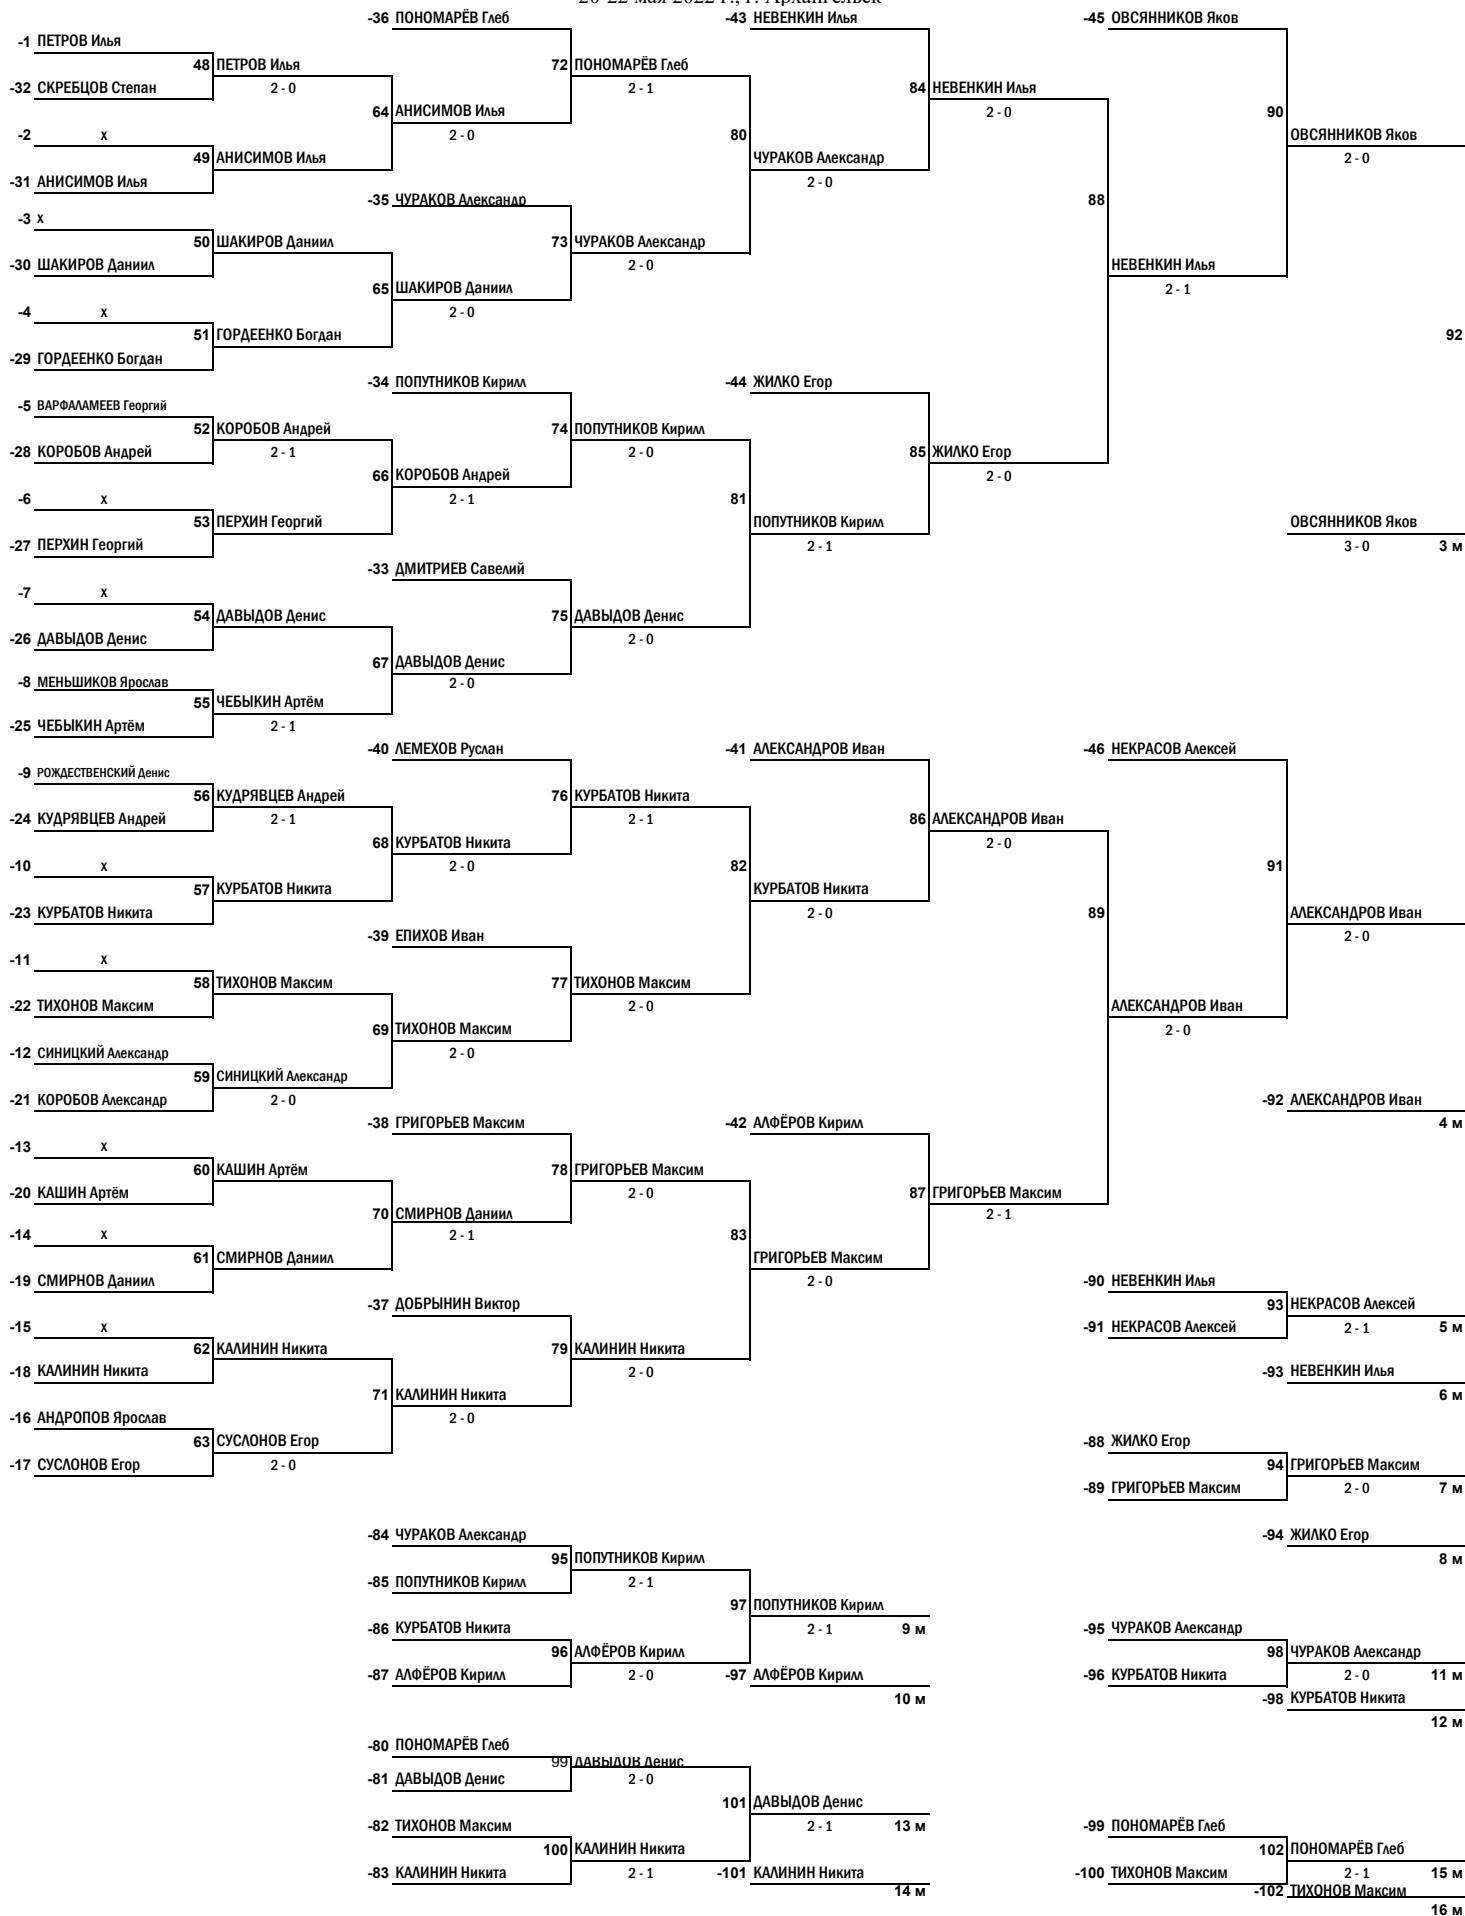 20-22 мая 2022 г., г. Архангельск
-36 ПОНОМАРЁВ Глеб
-43 НЕВЕНКИН Илья
-45 ОВСЯННИКОВ Яков
-1 ПЕТРОВ Илья
48 ПЕТРОВ Илья
72 ПОНОМАРЁВ Глеб
-32 СКРЕБЦОВ Степан
2 - 0
2 - 1
84 НЕВЕНКИН Илья
64 АНИСИМОВ Илья
2 - 0
90
-2 х
2 - 0
80
ОВСЯННИКОВ Яков
49 АНИСИМОВ Илья
ЧУРАКОВ Александр
2 - 0
-31 АНИСИМОВ Илья
2 - 0
-35 ЧУРАКОВ Александр
88
-3 х
50 ШАКИРОВ Даниил
73 ЧУРАКОВ Александр
-30 ШАКИРОВ Даниил
2 - 0
НЕВЕНКИН Илья
65 ШАКИРОВ Даниил
2 - 1
-4 х
2 - 0
51 ГОРДЕЕНКО Богдан
92
-29 ГОРДЕЕНКО Богдан
-34 ПОПУТНИКОВ Кирилл
-44 ЖИЛКО Егор
-5 ВАРФАЛАМЕЕВ Георгий
52 КОРОБОВ Андрей
74 ПОПУТНИКОВ Кирилл
-28 КОРОБОВ Андрей
2 - 1
2 - 0
85 ЖИЛКО Егор
66 КОРОБОВ Андрей
2 - 0
-6 х
2 - 1
81
53 ПЕРХИН Георгий
ПОПУТНИКОВ Кирилл
ОВСЯННИКОВ Яков
-27 ПЕРХИН Георгий
2 - 1
3 - 0 3 м
-33 ДМИТРИЕВ Савелий
-7 х
54 ДАВЫДОВ Денис
75 ДАВЫДОВ Денис
-26 ДАВЫДОВ Денис
2 - 0
67 ДАВЫДОВ Денис
-8 МЕНЬШИКОВ Ярослав
2 - 0
55 ЧЕБЫКИН Артём
-25 ЧЕБЫКИН Артём
2 - 1
-40 ЛЕМЕХОВ Руслан
-41 АЛЕКСАНДРОВ Иван
-46 НЕКРАСОВ Алексей
-9 РОЖДЕСТВЕНСКИЙ Денис
56 КУДРЯВЦЕВ Андрей
76 КУРБАТОВ Никита
-24 КУДРЯВЦЕВ Андрей
2 - 1
2 - 1
86 АЛЕКСАНДРОВ Иван
68 КУРБАТОВ Никита
2 - 0
-10 х
2 - 0
82
91
57 КУРБАТОВ Никита
КУРБАТОВ Никита
-23 КУРБАТОВ Никита
2 - 0
89
АЛЕКСАНДРОВ Иван
-39 ЕПИХОВ Иван
2 - 0
-11 х
58 ТИХОНОВ Максим
77 ТИХОНОВ Максим
-22 ТИХОНОВ Максим
2 - 0
АЛЕКСАНДРОВ Иван
69 ТИХОНОВ Максим
2 - 0
-12 СИНИЦКИЙ Александр
2 - 0
59 СИНИЦКИЙ Александр
-21 КОРОБОВ Александр
2 - 0
-92 АЛЕКСАНДРОВ Иван
-38 ГРИГОРЬЕВ Максим
-42 АЛФЁРОВ Кирилл
4 м
-13 х
60 КАШИН Артём
78 ГРИГОРЬЕВ Максим
-20 КАШИН Артём
2 - 0
87 ГРИГОРЬЕВ Максим
70 СМИРНОВ Даниил
2 - 1
-14 х
2 - 1
83
61 СМИРНОВ Даниил
ГРИГОРЬЕВ Максим
-19 СМИРНОВ Даниил
2 - 0
-90 НЕВЕНКИН Илья
-37 ДОБРЫНИН Виктор
93 НЕКРАСОВ Алексей
-15 х
-91 НЕКРАСОВ Алексей
2 - 1 5 м
62 КАЛИНИН Никита
79 КАЛИНИН Никита
-18 КАЛИНИН Никита
2 - 0
-93 НЕВЕНКИН Илья
71 КАЛИНИН Никита
6 м
-16 АНДРОПОВ Ярослав
2 - 0
63 СУСЛОНОВ Егор
-88 ЖИЛКО Егор
-17 СУСЛОНОВ Егор
2 - 0
94 ГРИГОРЬЕВ Максим
-89 ГРИГОРЬЕВ Максим
2 - 0 7 м
-84 ЧУРАКОВ Александр
-94 ЖИЛКО Егор
95 ПОПУТНИКОВ Кирилл
8 м
-85 ПОПУТНИКОВ Кирилл
2 - 1
97 ПОПУТНИКОВ Кирилл
-86 КУРБАТОВ Никита
2 - 1 9 м
-95 ЧУРАКОВ Александр
96 АЛФЁРОВ Кирилл
98 ЧУРАКОВ Александр
-87 АЛФЁРОВ Кирилл
2 - 0
-97 АЛФЁРОВ Кирилл
-96 КУРБАТОВ Никита
2 - 0 11 м
10 м
-98 КУРБАТОВ Никита
12 м
-80 ПОНОМАРЁВ Глеб
99 ДАВЫДОВ Денис
-81 ДАВЫДОВ Денис
2 - 0
101 ДАВЫДОВ Денис
-82 ТИХОНОВ Максим
2 - 1 13 м
-99 ПОНОМАРЁВ Глеб
100 КАЛИНИН Никита
102 ПОНОМАРЁВ Глеб
-83 КАЛИНИН Никита
2 - 1
-101 КАЛИНИН Никита
-100 ТИХОНОВ Максим
2 - 1 15 м
14 м
-102 ТИХОНОВ Максим
16 м